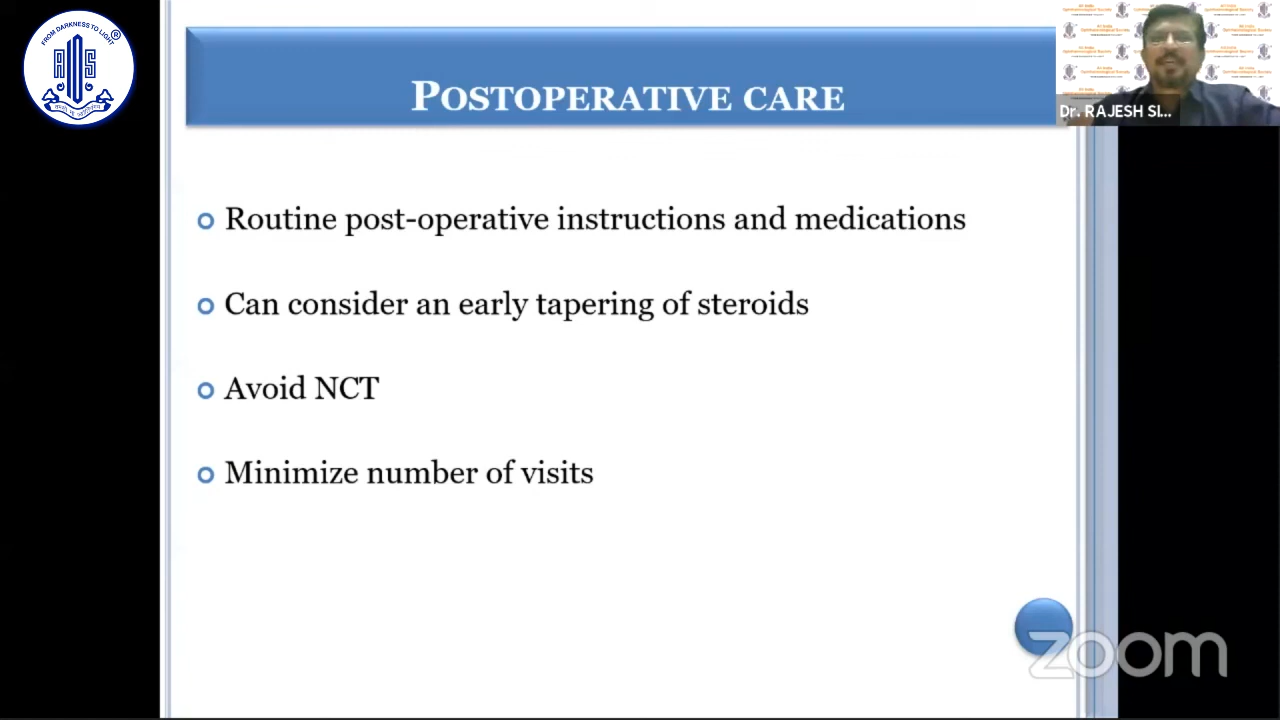 FROM DARKNESS TO LIGHT
®
AIOS
POSTOPERATIVE CARE
Dr. RAJESH SI...
Routine post-operative instructions and medications
Can consider an early tapering of steroids
Avoid NCT
Minimize number of visits
zoom